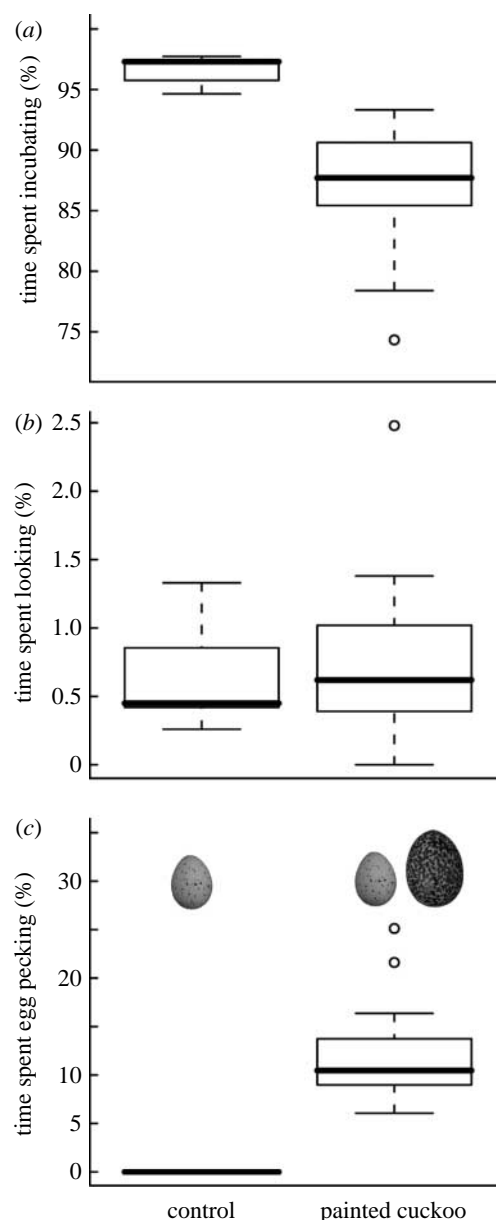 (a)
time spent incubating (%)
95
90
85
80
75
(b)
time spent looking (%)
2.5
2.0
1.5
1.0
0.5
0
(c)
time spent egg pecking (%)
30
20
10
5
0
control painted cuckoo